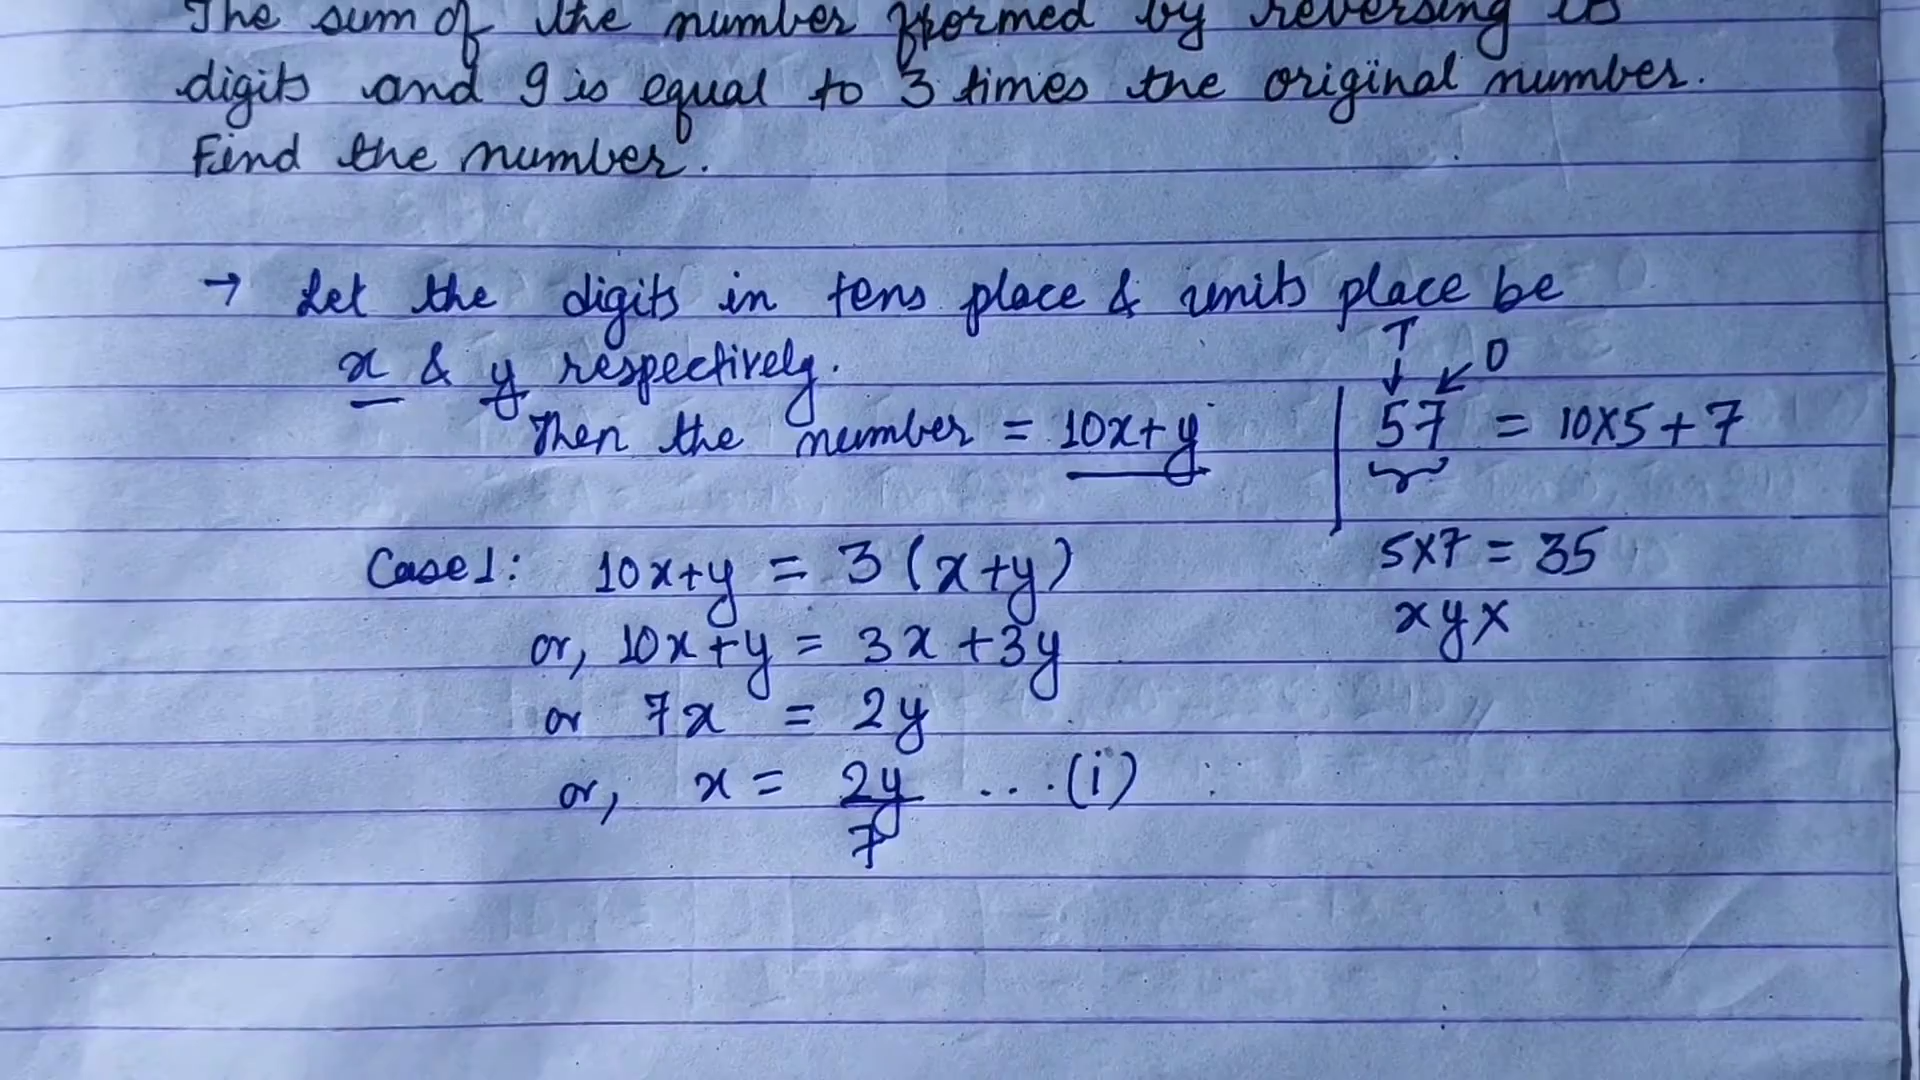 The sum of the number formed by reversing its
digits and 9 is equal to 3 times the original number.
Find the number.
→ Let the digits in tens place & units place be
x & y respectively.
T
O
Then the number = 10x+y
57 = 10×5+7
Case 1: 10x+y = 3(x+y)
5×7 = 35
or, 10x+y = 3x+3y
xyx
or 7x = 2y
or, x = 2y/7 ...(i)